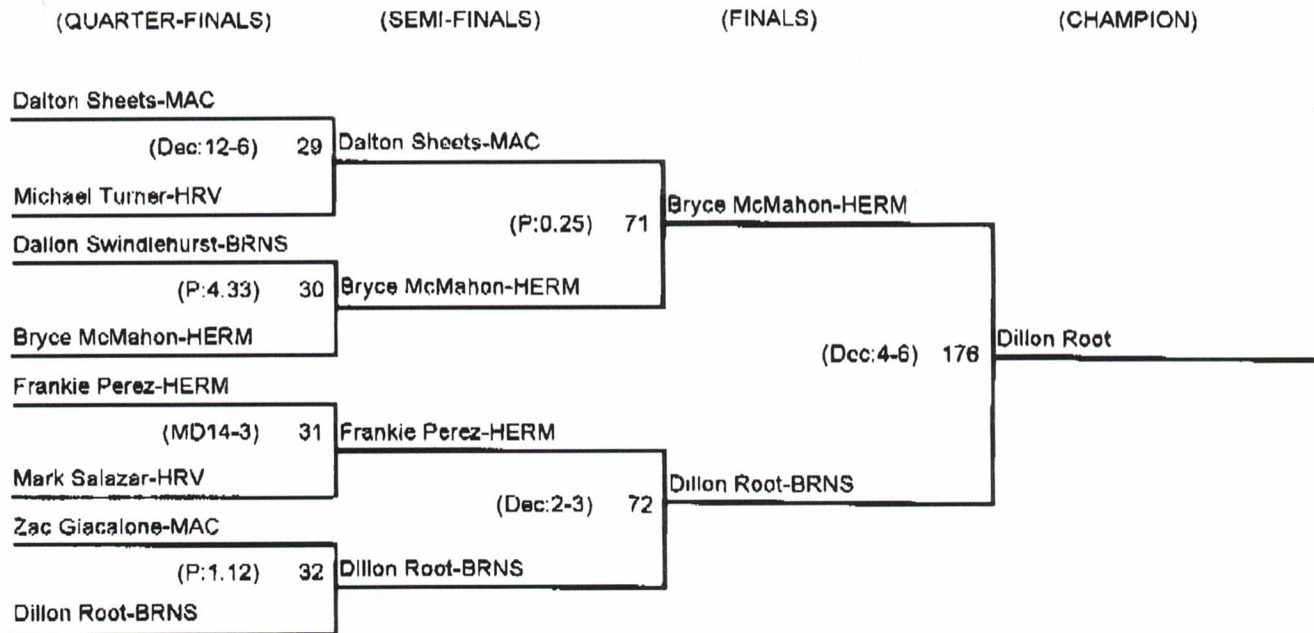 (QUARTER-FINALS) (SEMI-FINALS) (FINALS) (CHAMPION)
Dalton Sheets-MAC
(Dec:12-6) 29 Dalton Sheets-MAC
Michael Turner-HRV
(P:0.25) 71 Bryce McMahon-HERM
Dallon Swindlehurst-BRNS
(P:4.33) 30 Bryce McMahon-HERM
Bryce McMahon-HERM
(Dec:4-6) 176 Dillon Root
Frankie Perez-HERM
(MD14-3) 31 Frankie Perez-HERM
Mark Salazar-HRV
(Dec:2-3) 72 Dillon Root-BRNS
Zac Giacalone-MAC
(P:1.12) 32 Dillon Root-BRNS
Dillon Root-BRNS